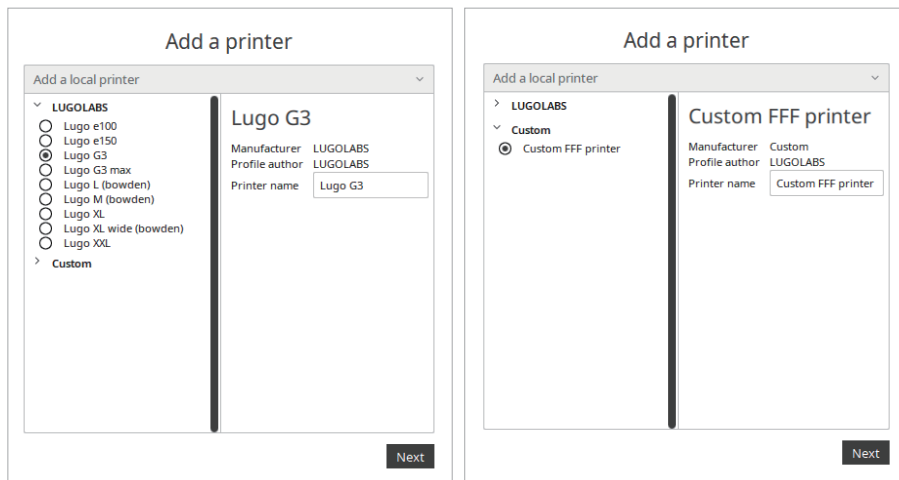 Add a printer
Add a local printer
LUGOLABS
Lugo e100
Lugo e150
Lugo G3
Lugo G3 max
Lugo L (bowden)
Lugo M (bowden)
Lugo XL
Lugo XL wide (bowden)
Lugo XXL
Custom
Lugo G3
Manufacturer LUGOLABS
Profile author LUGOLABS
Printer name Lugo G3
Next
Add a printer
Add a local printer
LUGOLABS
Custom
Custom FFF printer
Custom FFF printer
Manufacturer Custom
Profile author LUGOLABS
Printer name Custom FFF printer
Next